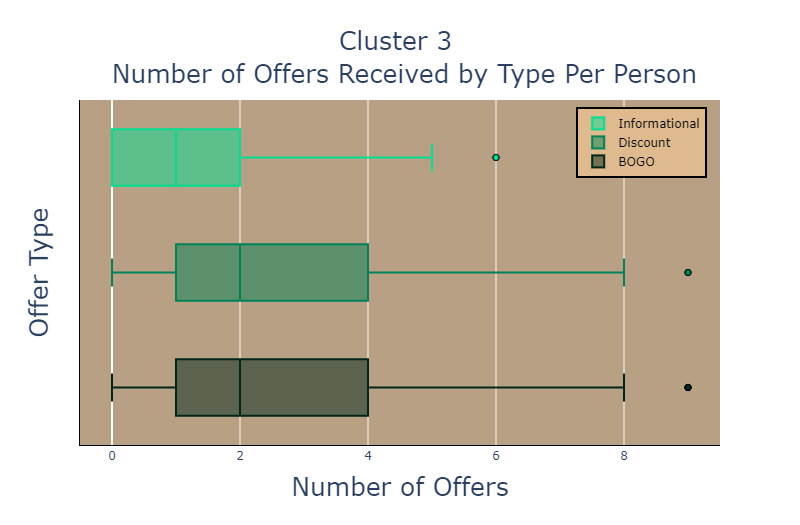 Cluster 3
Number of Offers Received by Type Per Person
Informational
Discount
BOGO
Offer Type
0 2 4 6 8
Number of Offers